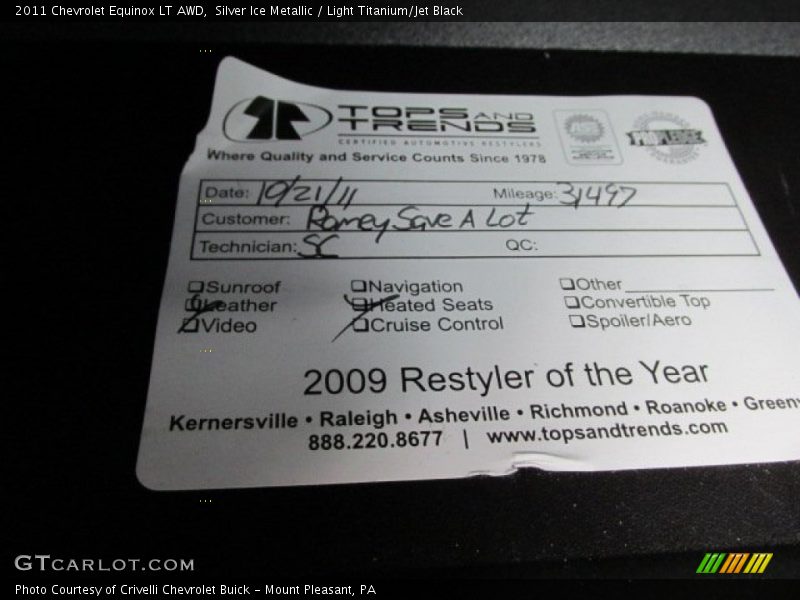 2011 Chevrolet Equinox LT AWD,  Silver Ice Metallic / Light Titanium/Jet Black
TOPS AND TRENDS
CERTIFIED AUTOMOTIVE RESTYLERS
Where Quality and Service Counts Since 1978
Date: 10/21/11 Mileage: 31497
Customer: Ramey Save A Lot
Technician: SC QC:
Sunroof Navigation Other
Leather Heated Seats Convertible Top
Video Cruise Control Spoiler/Aero
2009 Restyler of the Year
Kernersville • Raleigh • Asheville • Richmond • Roanoke • Greenv
888.220.8677 | www.topsandtrends.com
GTCARLOT.COM
Photo Courtesy of Crivelli Chevrolet Buick - Mount Pleasant, PA